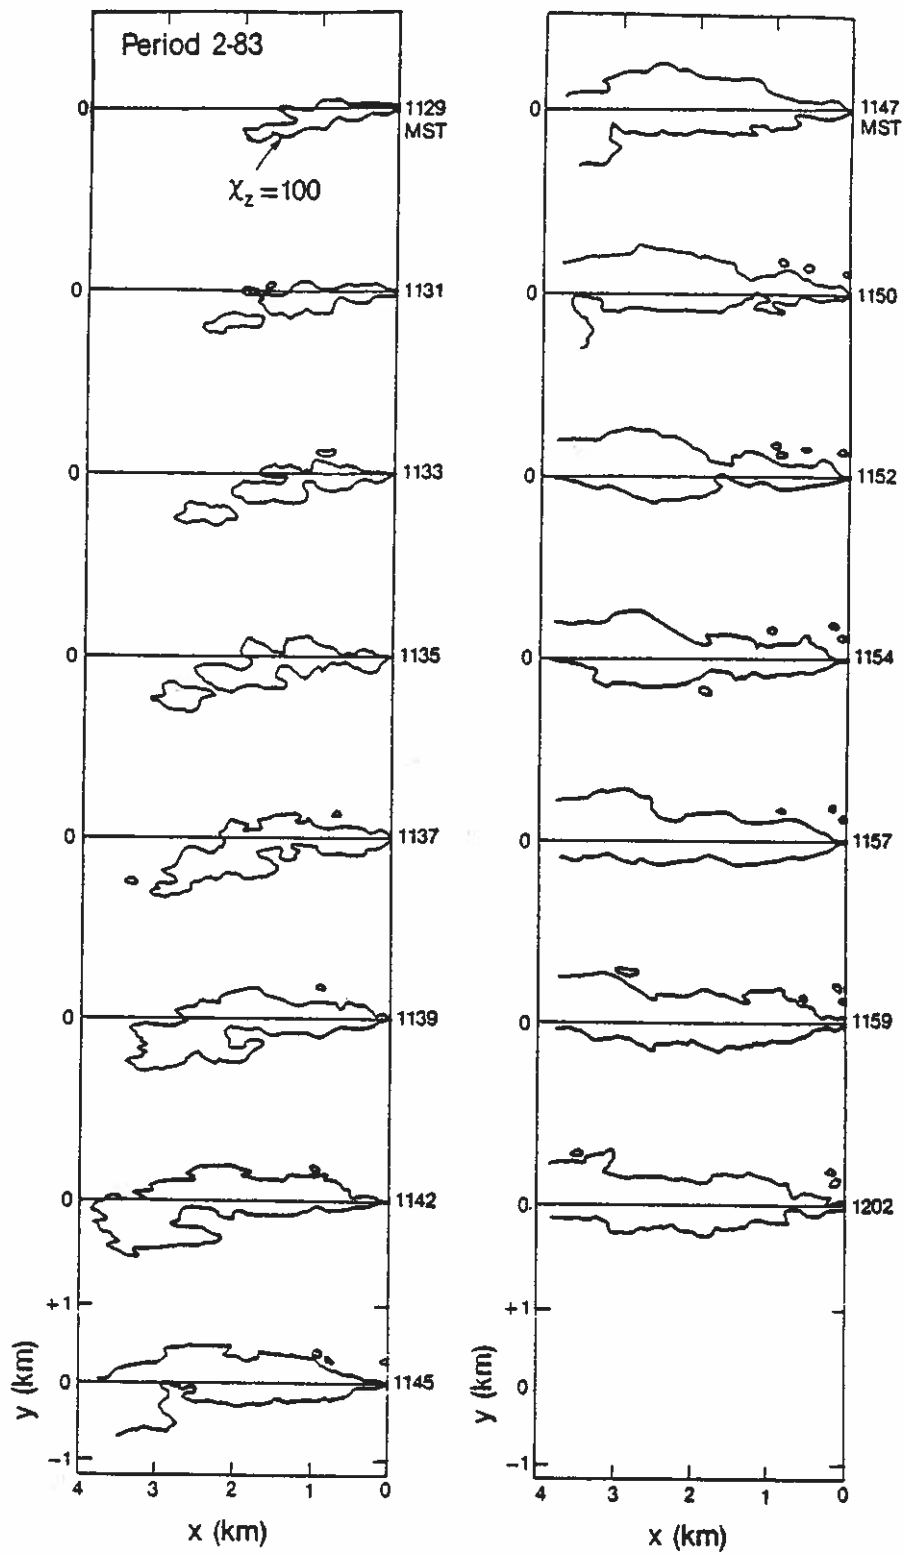 Period 2-83
0 1129
MST
χz = 100
0 1131
0 1133
0 1135
0 1137
0 1139
0 1142
+1
0 1145
-1
y (km)
4 3 2 1 0
x (km)
0 1147
MST
0 1150
0 1152
0 1154
0 1157
0 1159
0. 1202
+1
0
-1
y (km)
4 3 2 1 0
x (km)